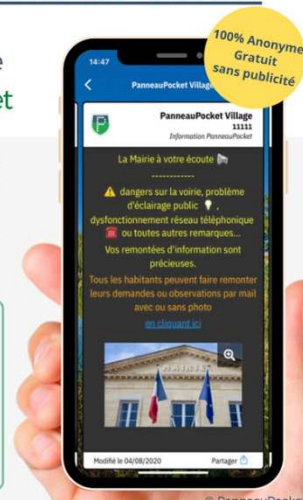 100% Anonyme
Gratuit
sans publicité
14:47
PanneauPocket Village
PanneauPocket Village
11111
Information PanneauPocket
La Mairie à votre écoute 📣
------------
⚠️ dangers sur la voirie, problème
d'éclairage public 💡,
dysfonctionnement réseau téléphonique
☎️ ou toutes autres remarques...
Vos remontées d'information sont
précieuses.
Tous les habitants peuvent faire remonter
leurs demandes ou observations par mail
avec ou sans photo
en cliquant ici
MAIRIE
Modifié le 04/08/2020
Partager